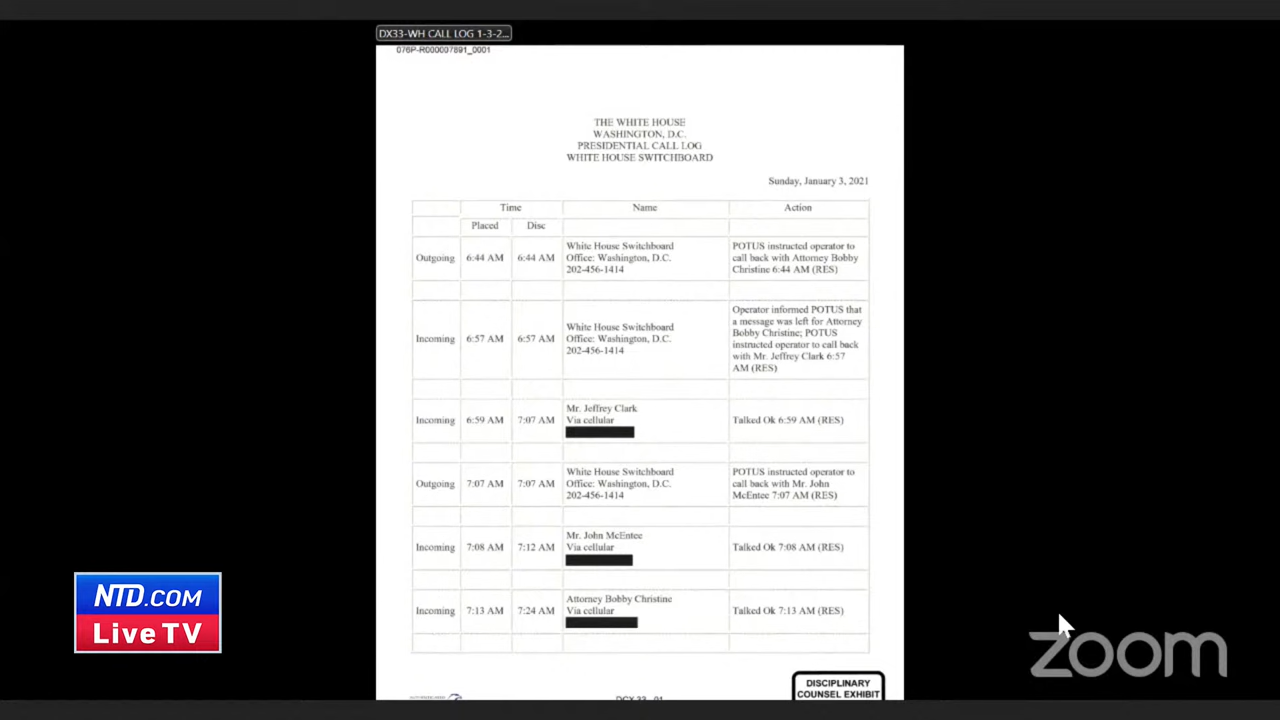 DX33-WH CALL LOG 1-3-2...
076P-R000007891_0001
THE WHITE HOUSE
WASHINGTON, D.C.
PRESIDENTIAL CALL LOG
WHITE HOUSE SWITCHBOARD
Sunday, January 3, 2021
Time Name Action
Placed Disc
Outgoing 6:44 AM 6:44 AM
White House Switchboard
Office: Washington, D.C.
202-456-1414
POTUS instructed operator to
call back with Attorney Bobby
Christine 6:44 AM (RES)
Incoming 6:57 AM 6:57 AM
White House Switchboard
Office: Washington, D.C.
202-456-1414
Operator informed POTUS that
a message was left for Attorney
Bobby Christine; POTUS
instructed operator to call back
with Mr. Jeffrey Clark 6:57
AM (RES)
Incoming 6:59 AM 7:07 AM
Mr. Jeffrey Clark
Via cellular
Talked Ok 6:59 AM (RES)
Outgoing 7:07 AM 7:07 AM
White House Switchboard
Office: Washington, D.C.
202-456-1414
POTUS instructed operator to
call back with Mr. John
McEntee 7:07 AM (RES)
Incoming 7:08 AM 7:12 AM
Mr. John McEntee
Via cellular
Talked Ok 7:08 AM (RES)
Incoming 7:13 AM 7:24 AM
Attorney Bobby Christine
Via cellular
Talked Ok 7:13 AM (RES)
DISCIPLINARY
COUNSEL EXHIBIT
NTD.COM
Live TV
zoom